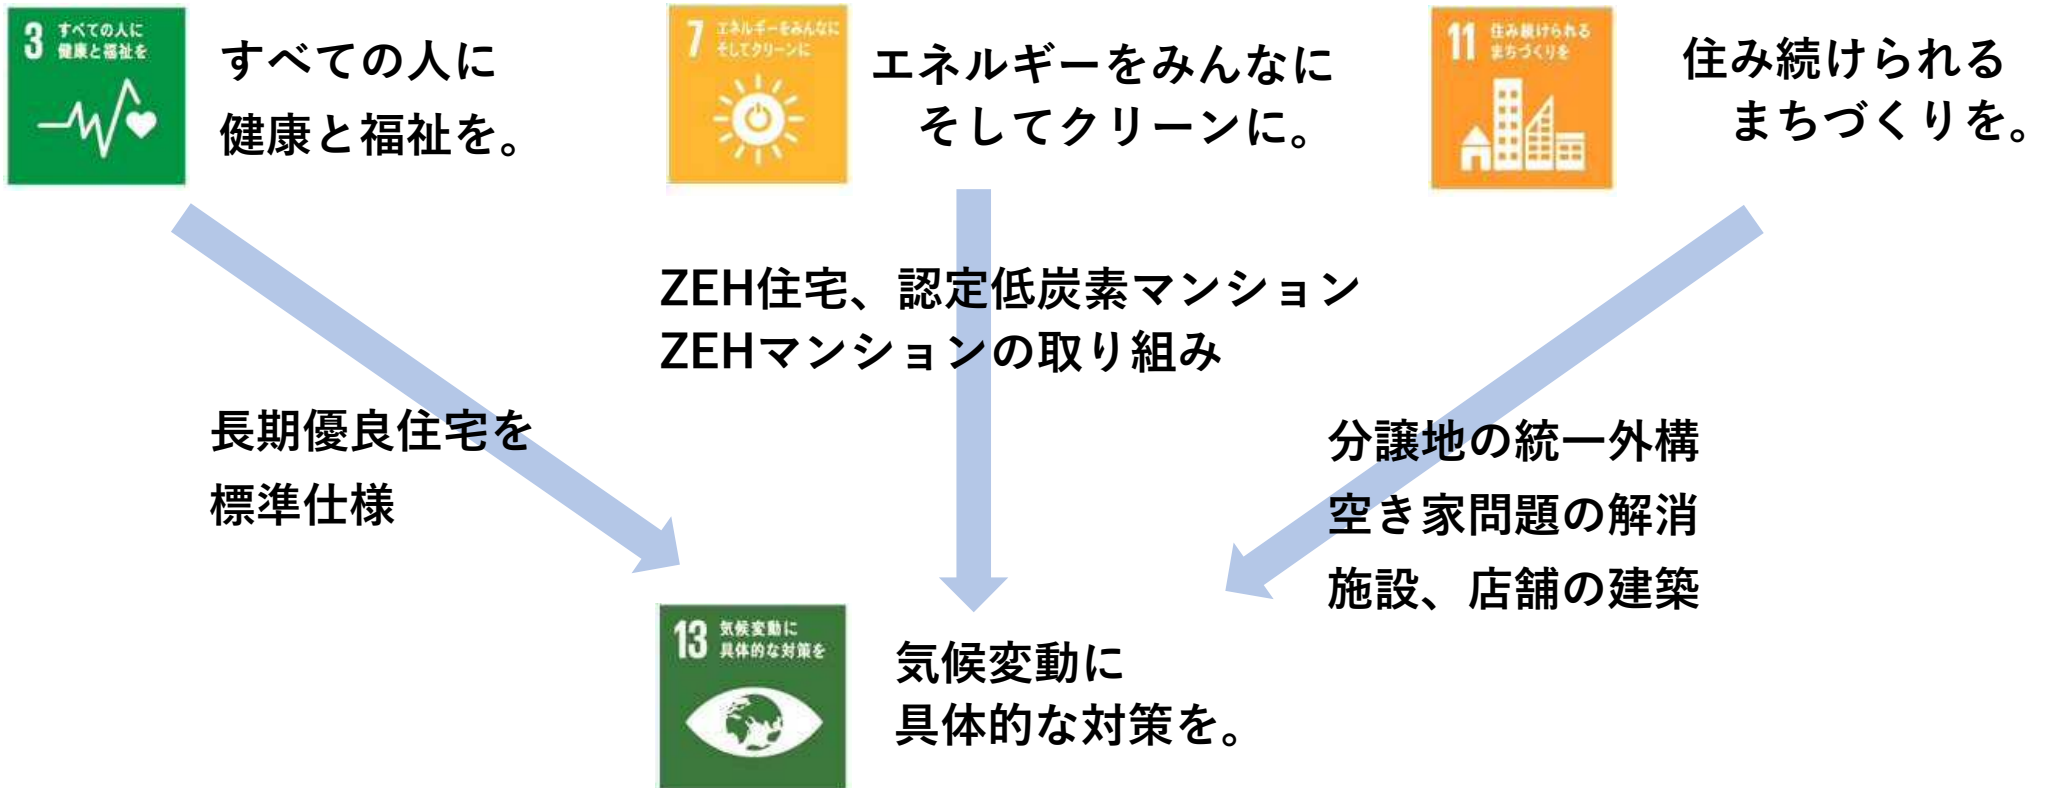 3 すべての人に
健康と福祉を
すべての人に
健康と福祉を。
7 エネルギーをみんなに
そしてクリーンに
エネルギーをみんなに
そしてクリーンに。
11 住み続けられる
まちづくりを
住み続けられる
まちづくりを。
ZEH住宅、認定低炭素マンション
ZEHマンションの取り組み
長期優良住宅を
標準仕様
分譲地の統一外構
空き家問題の解消
施設、店舗の建築
13 気候変動に
具体的な対策を
気候変動に
具体的な対策を。